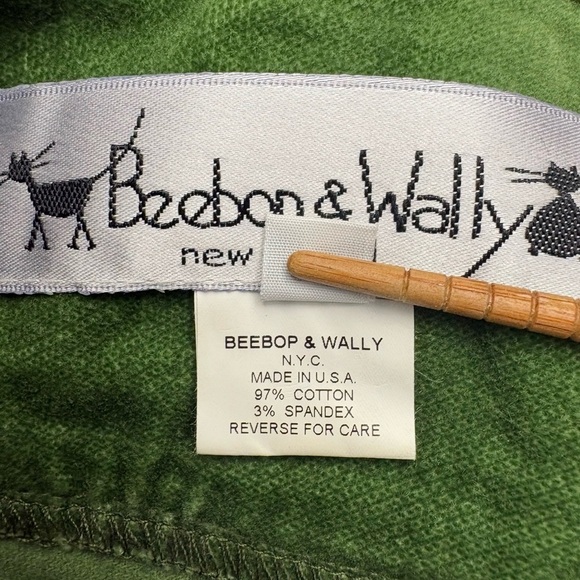 Beebop & Wally
new
BEEBOP & WALLY
N.Y.C.
MADE IN U.S.A.
97% COTTON
3% SPANDEX
REVERSE FOR CARE